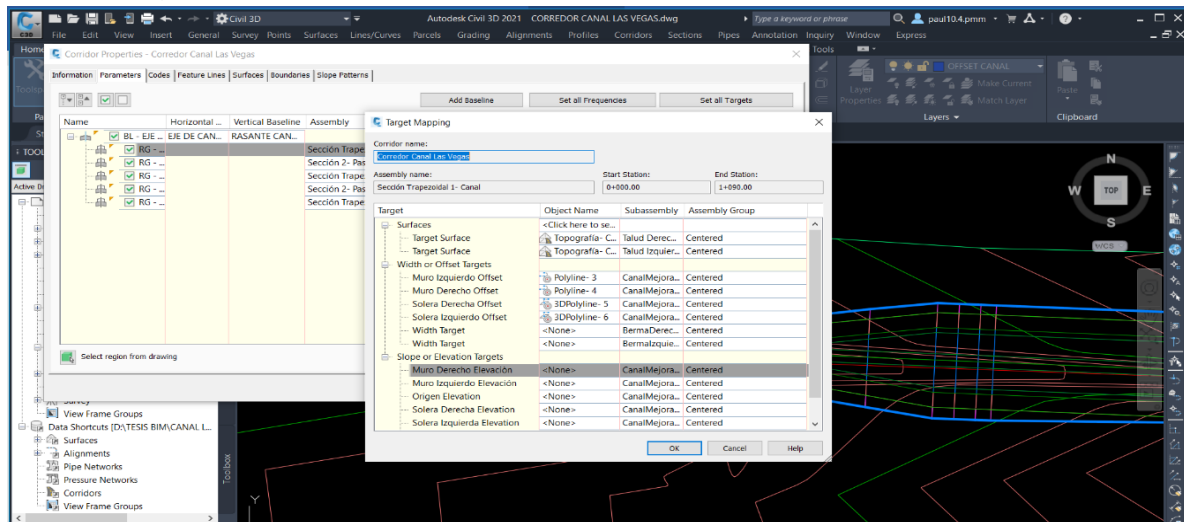 Civil 3D
Autodesk Civil 3D 2021 CORREDOR CANAL LAS VEGAS.dwg
Type a keyword or phrase
paul10.4.pmm
C3D
File Edit View Insert General Survey Points Surfaces Lines/Curves Parcels Grading Alignments Profiles Corridors Sections Pipes Annotation Inquiry Window Express
Tools
OFFSET CANAL
Make Current
Match Layer
Layer
Properties
Paste
Layers
Clipboard
Corridor Properties - Corredor Canal Las Vegas
Information Parameters Codes Feature Lines Surfaces Boundaries Slope Patterns
Add Baseline Set all Frequencies Set all Targets
Name Horizontal ... Vertical Baseline Assembly
BL - EJE ... EJE DE CAN... RASANTE CAN...
RG - ... Sección Trape
RG - ... Sección 2- Pas
RG - ... Sección Trape
RG - ... Sección 2- Pas
RG - ... Sección Trape
Select region from drawing
Target Mapping
Corridor name:
Corredor Canal Las Vegas
Assembly name: Start Station: End Station:
Sección Trapezoidal 1- Canal 0+000.00 1+090.00
Target Object Name Subassembly Assembly Group
Surfaces <Click here to se...
Target Surface Topografía- C... Talud Derec... Centered
Target Surface Topografía- C... Talud Izquier... Centered
Width or Offset Targets
Muro Izquierdo Offset Polyline- 3 CanalMejora... Centered
Muro Derecho Offset Polyline- 4 CanalMejora... Centered
Solera Derecha Offset 3DPolyline- 5 CanalMejora... Centered
Solera Izquierdo Offset 3DPolyline- 6 CanalMejora... Centered
Width Target <None> BermaDerec... Centered
Width Target <None> BermaIzquie... Centered
Slope or Elevation Targets
Muro Derecho Elevación <None> CanalMejora... Centered
Muro Izquierdo Elevación <None> CanalMejora... Centered
Origen Elevation <None> CanalMejora... Centered
Solera Derecha Elevation <None> CanalMejora... Centered
Solera Izquierda Elevation <None> CanalMejora... Centered
OK Cancel Help
View Frame Groups
Data Shortcuts [D:\TESIS BIM\CANAL L...
Surfaces
Alignments
Pipe Networks
Pressure Networks
Corridors
View Frame Groups
Toolbox
N
W TOP E
S
WCS
Y